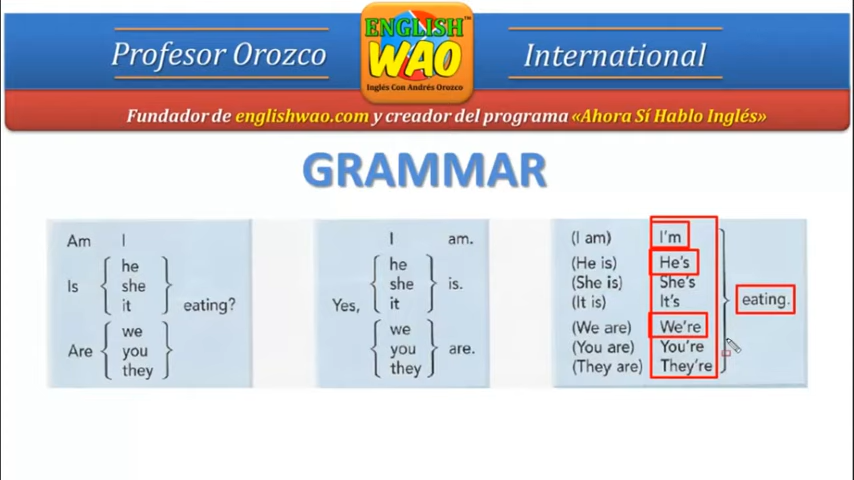 Profesor Orozco
ENGLISH™
WAO
Inglés Con Andrés Orozco
International
Fundador de englishwao.com y creador del programa «Ahora Sí Hablo Inglés»
GRAMMAR
Am I
he
Is she
it
eating?
we
Are you
they
I am.
he
she is.
it
Yes,
we
you are.
they
(I am) I'm
(He is) He's
(She is) She's
(It is) It's
eating.
(We are) We're
(You are) You're
(They are) They're